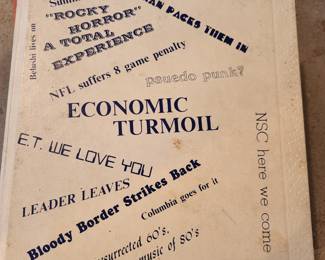 AN PACKS THEM IN
"ROCKY
HORROR"
A TOTAL
EXPERIENCE
Belushi lives on
NFL suffers 8 game penalty
psuedo punk?
ECONOMIC
TURMOIL
E.T. WE LOVE YOU
NSC here we come
LEADER LEAVES
Bloody Border Strikes Back
Columbia goes for it
surrected 60's,
music of 80's